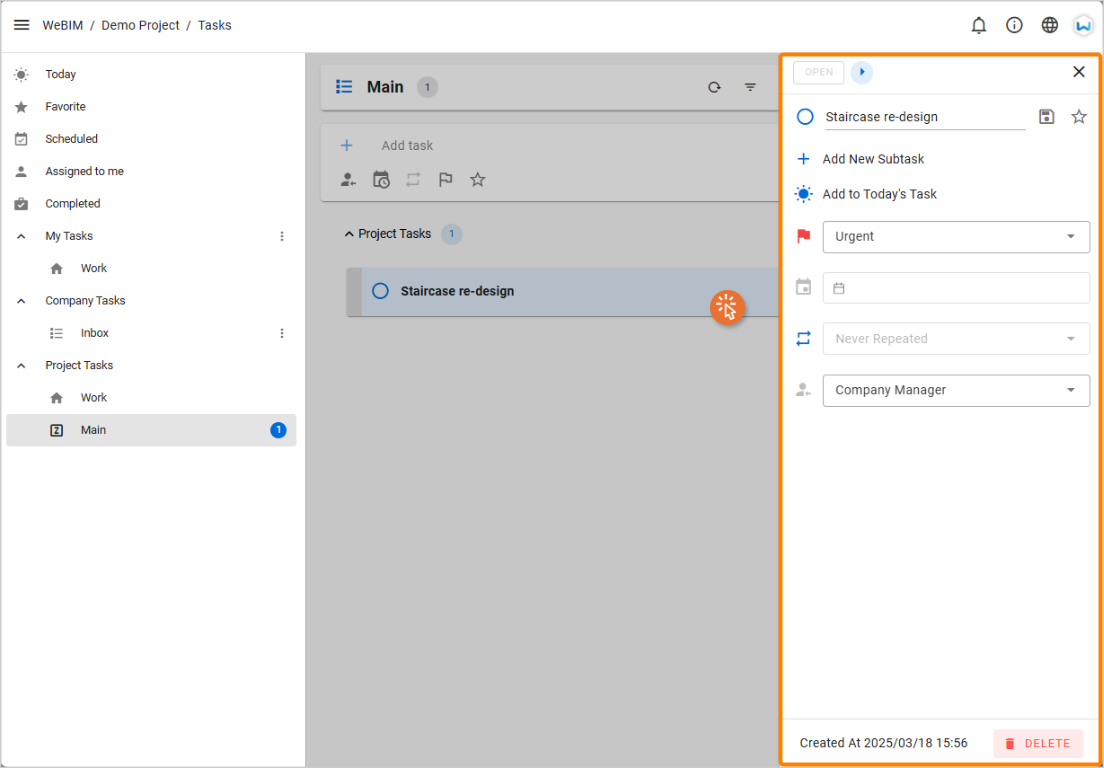 WeBIM / Demo Project / Tasks
Today
Favorite
Scheduled
Assigned to me
Completed
My Tasks
Work
Company Tasks
Inbox
Project Tasks
Work
Main 1
Main 1
Add task
Project Tasks 1
Staircase re-design
OPEN
Staircase re-design
Add New Subtask
Add to Today's Task
Urgent
Never Repeated
Company Manager
Created At 2025/03/18 15:56 DELETE